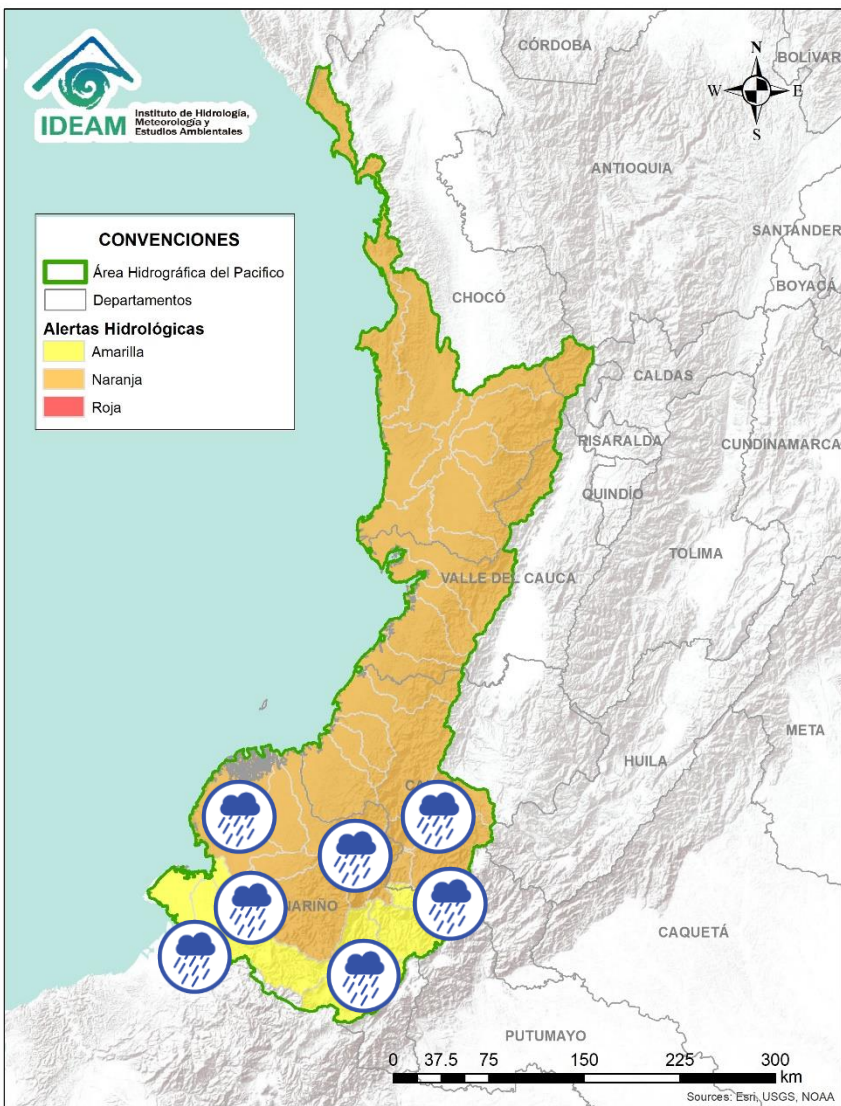 IDEAM
Instituto de Hidrología,
Meteorología y
Estudios Ambientales
CONVENCIONES
Área Hidrográfica del Pacifico
Departamentos
Alertas Hidrológicas
Amarilla
Naranja
Roja
N
W
E
S
CÓRDOBA
BOLÍVAR
ANTIOQUIA
SANTANDER
BOYACÁ
CHOCÓ
CALDAS
RISARALDA
CUNDINAMARCA
QUINDÍO
TOLIMA
VALLE DEL CAUCA
META
HUILA
NARIÑO
CAQUETÁ
PUTUMAYO
0 37.5 75 150 225 300
km
Sources: Esri, USGS, NOAA